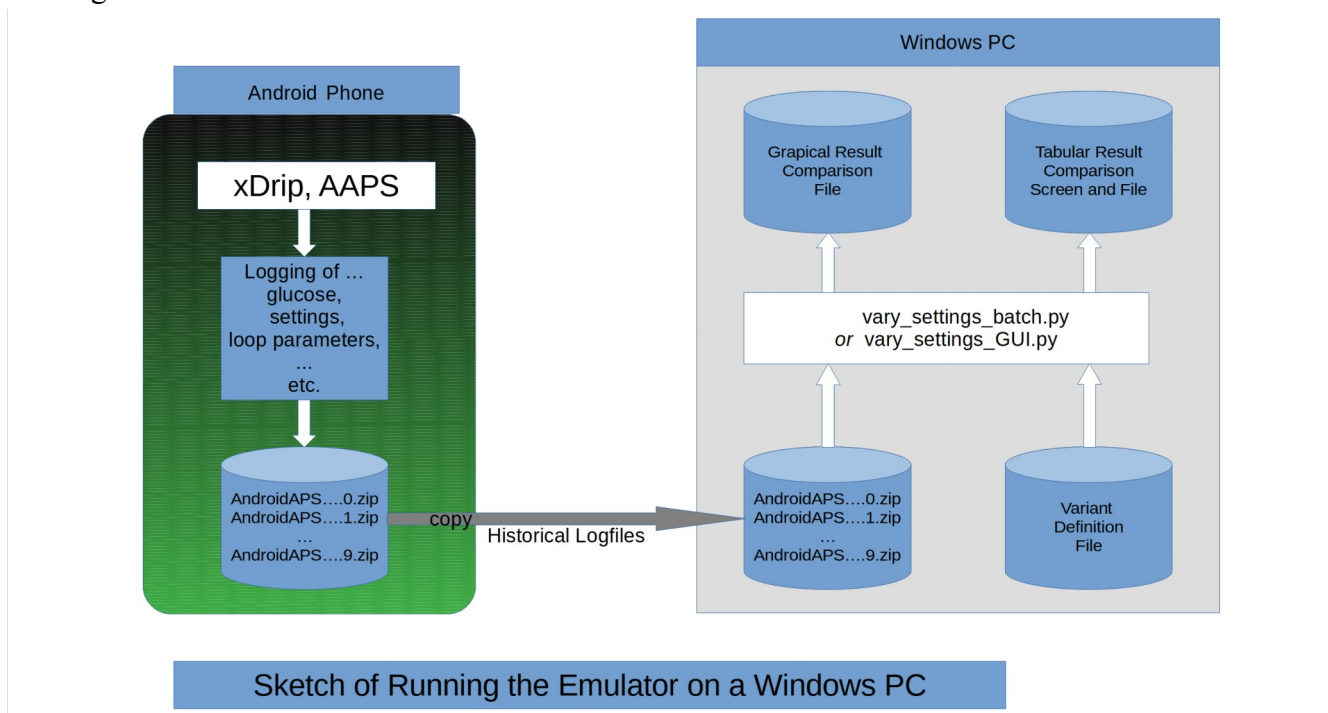 Android Phone
xDrip, AAPS
Logging of …
glucose,
settings,
loop parameters,
...
etc.
AndroidAPS….0.zip
AndroidAPS….1.zip
…
AndroidAPS….9.zip
copy
Historical Logfiles
Windows PC
Grapical Result
Comparison
File
Tabular Result
Comparison
Screen and File
vary_settings_batch.py
or vary_settings_GUI.py
AndroidAPS….0.zip
AndroidAPS….1.zip
…
AndroidAPS….9.zip
Variant
Definition
File
Sketch of Running the Emulator on a Windows PC